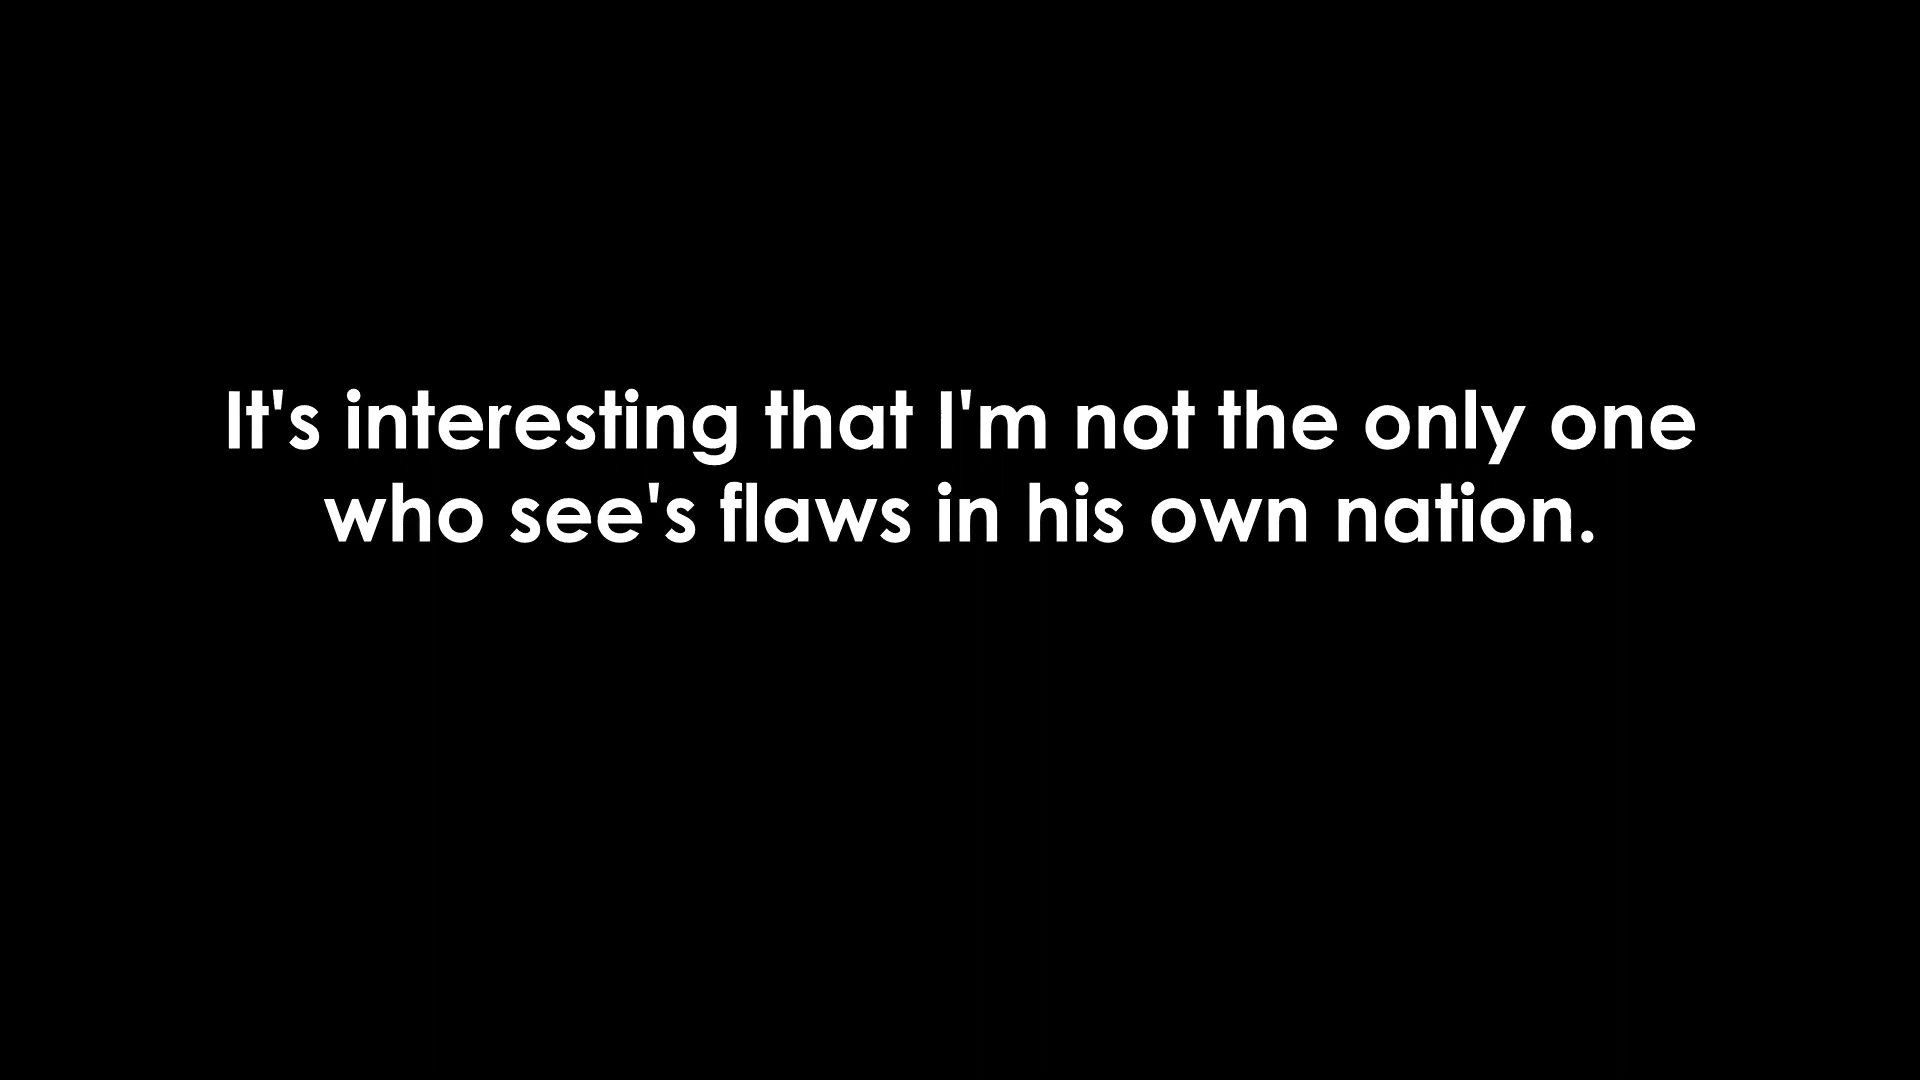 It's interesting that I'm not the only one
who see's flaws in his own nation.